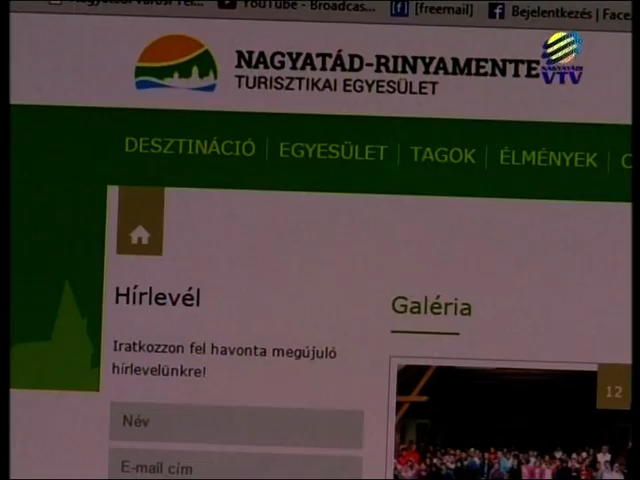 YouTube - Broadcas...
[freemail]
Bejelentkezés | Face
NAGYATÁD-RINYAMENTE
TURISZTIKAI EGYESÜLET
NAGYATÁDI
VTV
DESZTINÁCIÓ
EGYESÜLET
TAGOK
ÉLMÉNYEK
Hírlevél
Iratkozzon fel havonta megújuló
hírlevelünkre!
Név
E-mail cím
Galéria
12